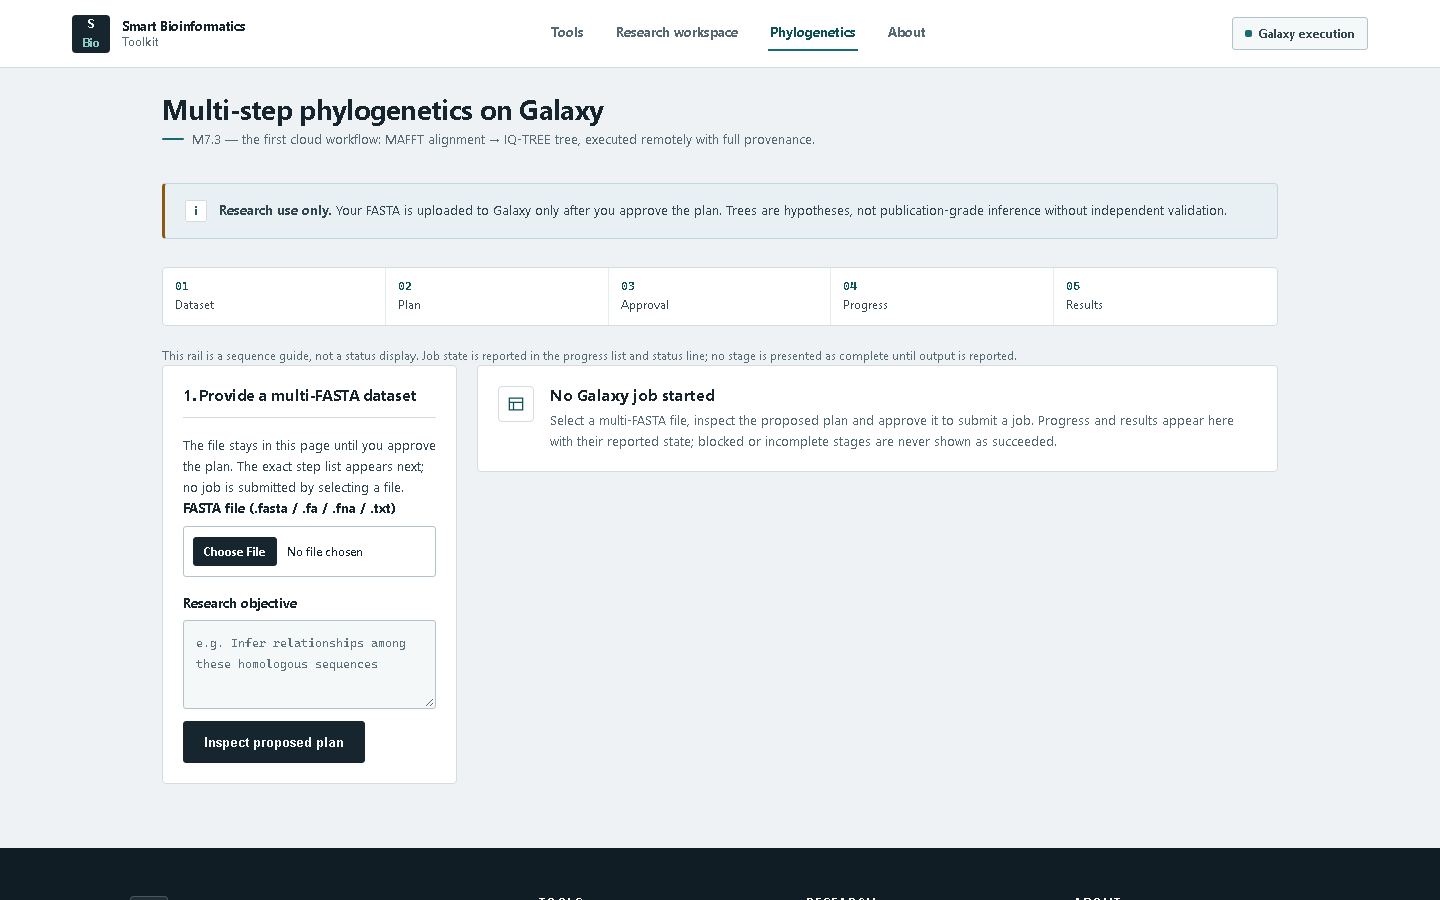 S
Bio
Smart Bioinformatics
Toolkit
Tools
Research workspace
Phylogenetics
About
Galaxy execution
Multi-step phylogenetics on Galaxy
M7.3 — the first cloud workflow: MAFFT alignment → IQ-TREE tree, executed remotely with full provenance.
i
Research use only. Your FASTA is uploaded to Galaxy only after you approve the plan. Trees are hypotheses, not publication-grade inference without independent validation.
01
Dataset
02
Plan
03
Approval
04
Progress
05
Results
This rail is a sequence guide, not a status display. Job state is reported in the progress list and status line; no stage is presented as complete until output is reported.
1. Provide a multi-FASTA dataset
The file stays in this page until you approve
the plan. The exact step list appears next;
no job is submitted by selecting a file.
FASTA file (.fasta / .fa / .fna / .txt)
Choose File
No file chosen
Research objective
e.g. Infer relationships among
these homologous sequences
Inspect proposed plan
No Galaxy job started
Select a multi-FASTA file, inspect the proposed plan and approve it to submit a job. Progress and results appear here
with their reported state; blocked or incomplete stages are never shown as succeeded.
TOOLS
RESEARCH
ABOUT